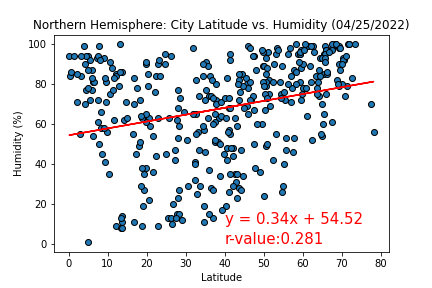 Northern Hemisphere: City Latitude vs. Humidity (04/25/2022)
100
80
60
40
20
0
Humidity (%)
y = 0.34x + 54.52
r-value:0.281
0 10 20 30 40 50 60 70 80
Latitude